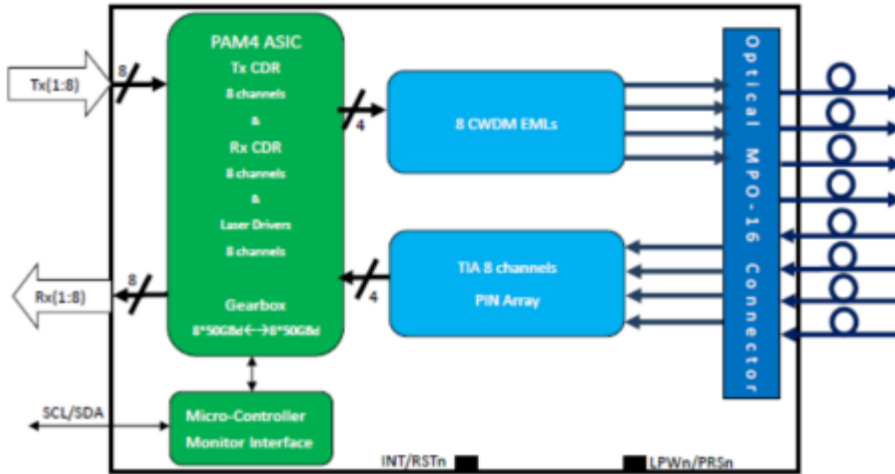 PAM4 ASIC
Tx CDR
8 channels
&
Rx CDR
8 channels
&
Laser Drivers
8 channels
Gearbox
8*50GBd<-->8*50GBd
Tx(1:8)
8
4
8 CWDM EMLs
Optical MPO-16 Connector
Rx(1:8)
8
4
TIA 8 channels
PIN Array
SCL/SDA
Micro-Controller
Monitor Interface
INT/RSTn
LPWn/PRSn